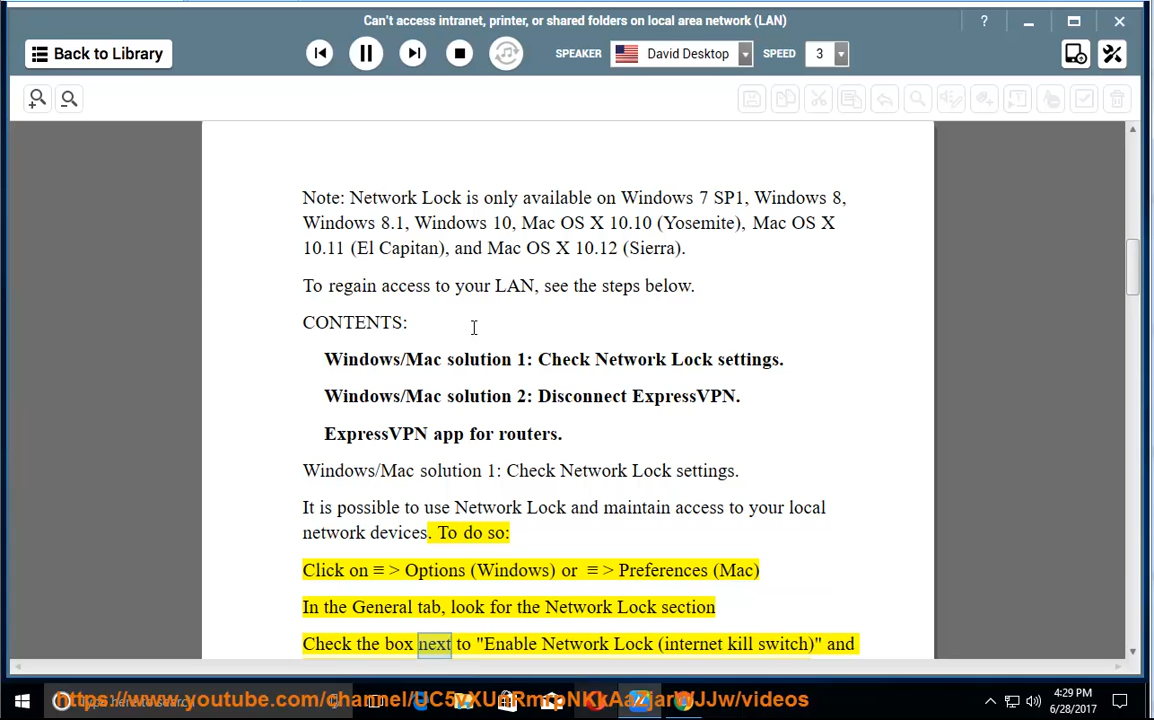 Can't access intranet, printer, or shared folders on local area network (LAN)
?
Back to Library
SPEAKER
David Desktop
SPEED
3
Note: Network Lock is only available on Windows 7 SP1, Windows 8,
Windows 8.1, Windows 10, Mac OS X 10.10 (Yosemite), Mac OS X
10.11 (El Capitan), and Mac OS X 10.12 (Sierra).
To regain access to your LAN, see the steps below.
CONTENTS:
Windows/Mac solution 1: Check Network Lock settings.
Windows/Mac solution 2: Disconnect ExpressVPN.
ExpressVPN app for routers.
Windows/Mac solution 1: Check Network Lock settings.
It is possible to use Network Lock and maintain access to your local
network devices. To do so:
Click on ≡ > Options (Windows) or ≡ > Preferences (Mac)
In the General tab, look for the Network Lock section
Check the box next to "Enable Network Lock (internet kill switch)" and
Type here to search
4:29 PM
6/28/2017